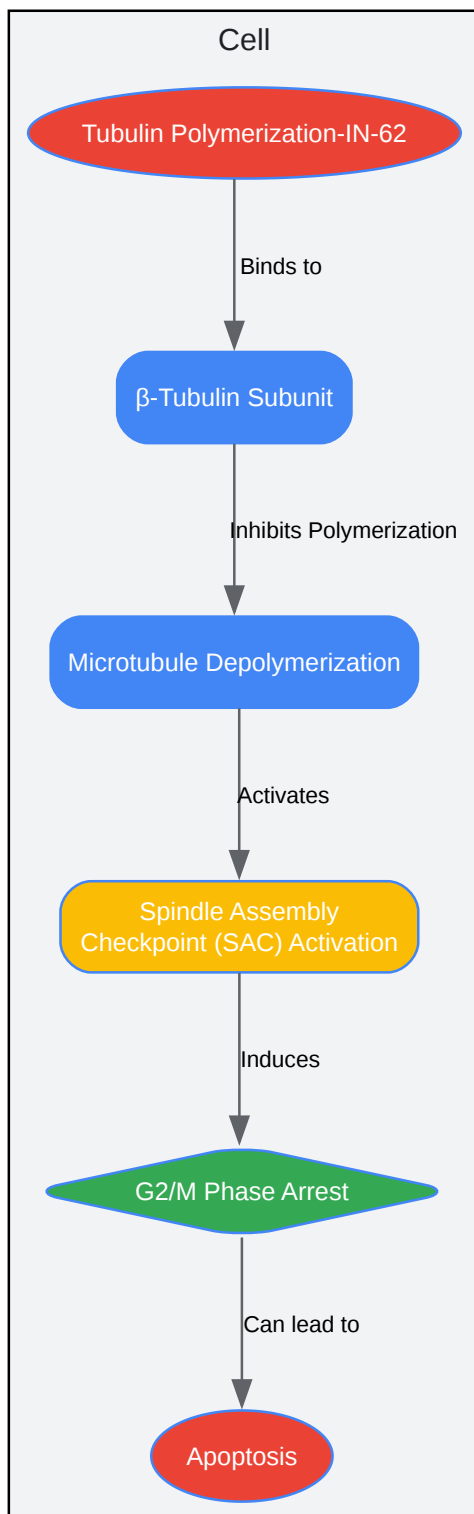 Cell
Tubulin Polymerization-IN-62
Binds to
β-Tubulin Subunit
Inhibits Polymerization
Microtubule Depolymerization
Activates
Spindle Assembly
Checkpoint (SAC) Activation
Induces
G2/M Phase Arrest
Can lead to
Apoptosis